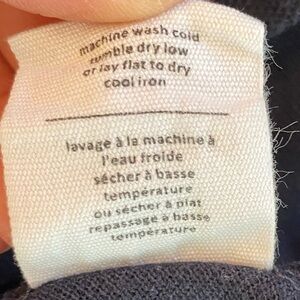 machine wash cold
tumble dry low
or lay flat to dry
cool iron
lavage à la machine à
l'eau froide
sécher à basse
température
ou sécher à plat
repassage à basse
température